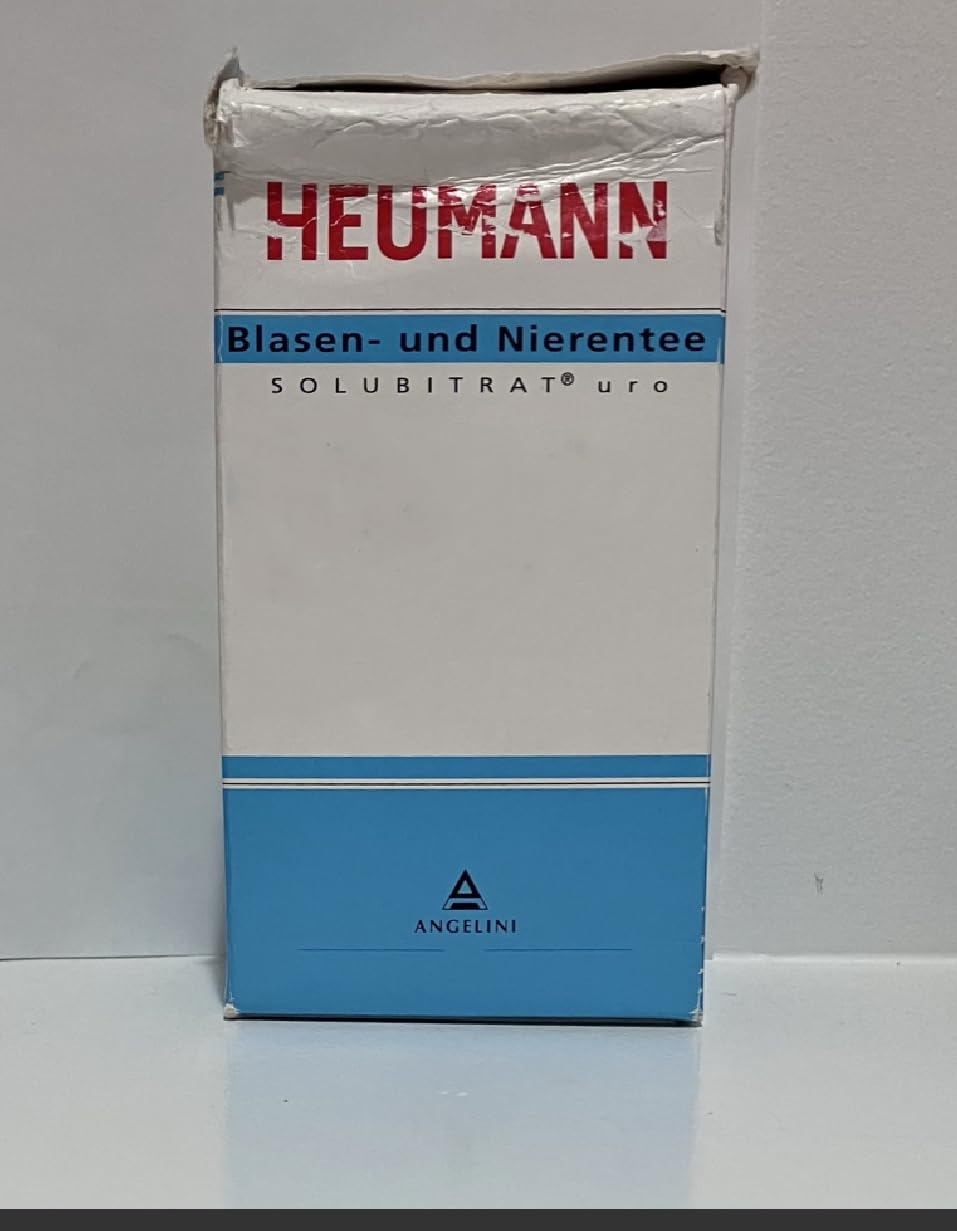 HEUMANN
Blasen- und Nierentee
SOLUBITRAT® uro
ANGELINI